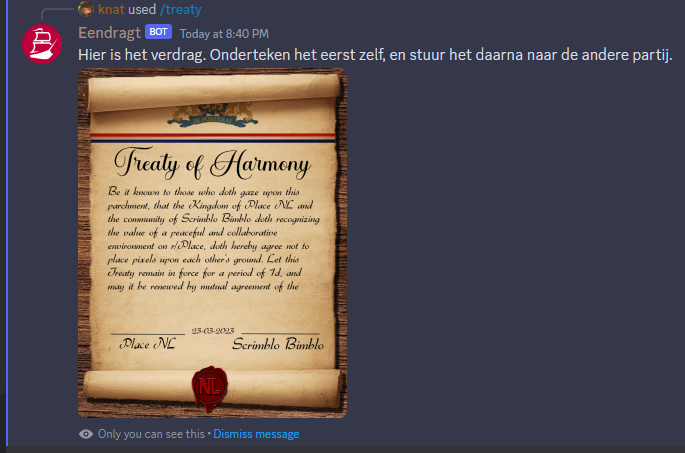 knat used /treaty
Eendragt BOT Today at 8:40 PM
Hier is het verdrag. Onderteken het eerst zelf, en stuur het daarna naar de andere partij.
Treaty of Harmony
Be it known to those who doth gaze upon this
parchment, that the Kingdom of Place NL and
the community of Scrimblo Bimblo doth recognizing
the value of a peaceful and collaborative
environment on r/Place, doth hereby agree not to
place pixels upon each other's ground. Let this
Treaty remain in force for a period of 1d, and
may it be renewed by mutual agreement of the
23-03-2023
Place NL Scrimblo Bimblo
NL
Only you can see this • Dismiss message